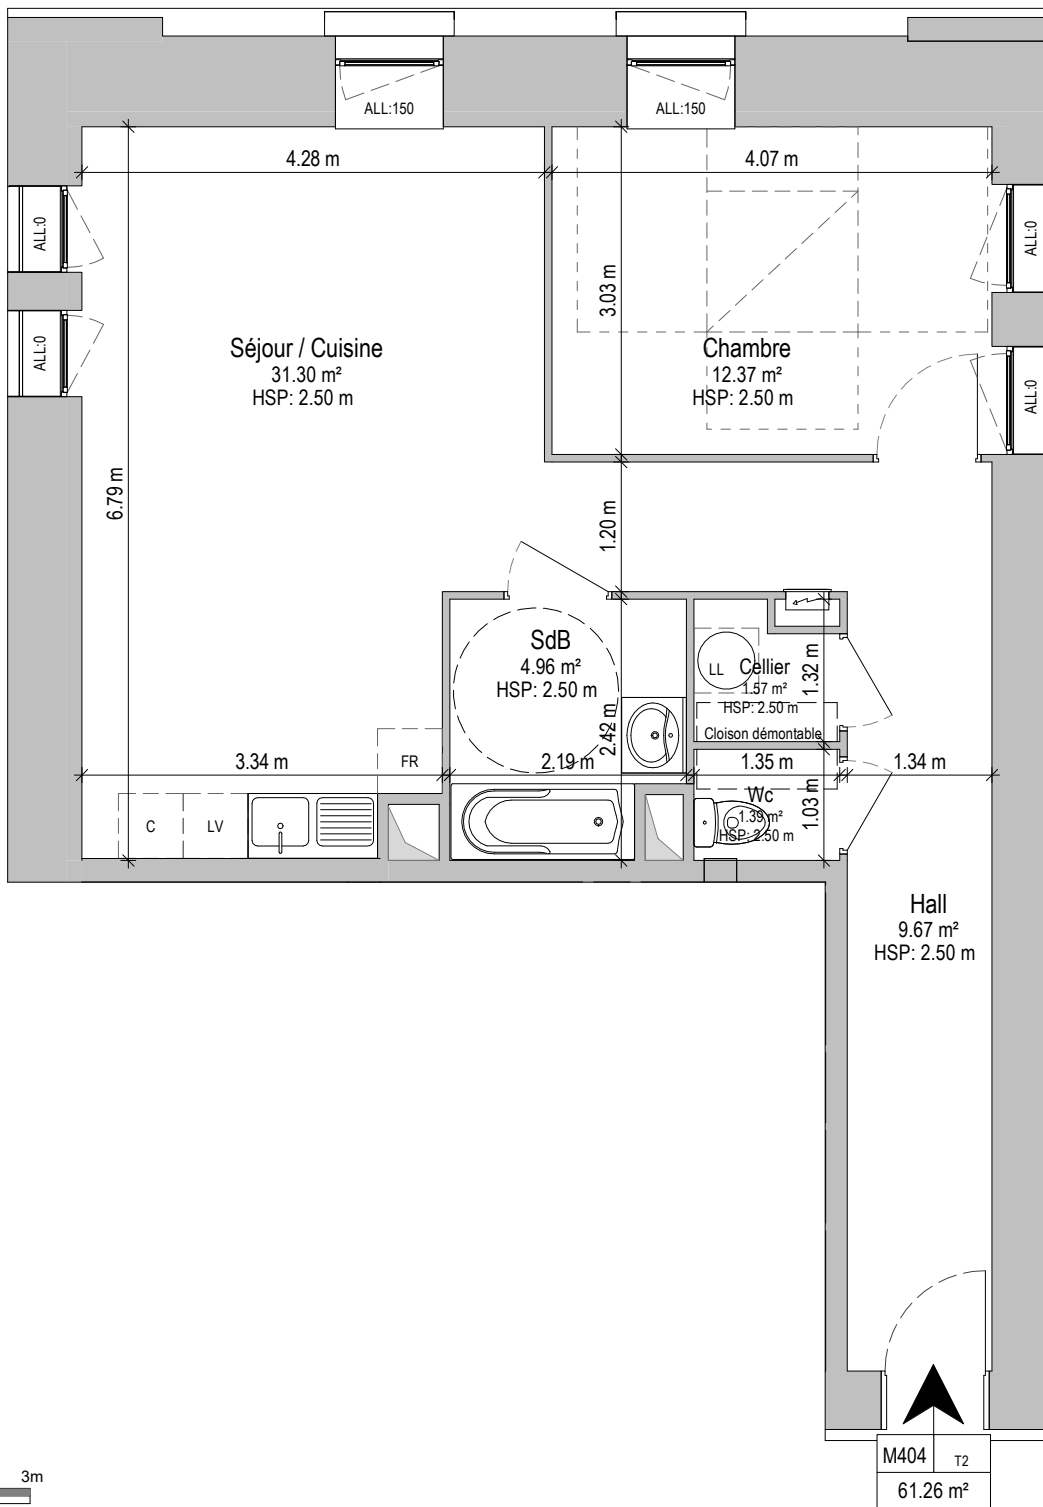 ALL:150
ALL:150
4.28 m
4.07 m
ALL:0
ALL:0
3.03 m
Séjour / Cuisine
31.30 m²
HSP: 2.50 m
Chambre
12.37 m²
HSP: 2.50 m
ALL:0
ALL:0
6.79 m
1.20 m
SdB
4.96 m²
HSP: 2.50 m
LL
Cellier
1.57 m²
HSP: 2.50 m
1.32 m
Cloison démontable
2.42 m
3.34 m
FR
2.19 m
1.35 m
1.34 m
Wc
1.39 m²
HSP: 2.50 m
1.03 m
C
LV
Hall
9.67 m²
HSP: 2.50 m
M404
T2
61.26 m²
3m